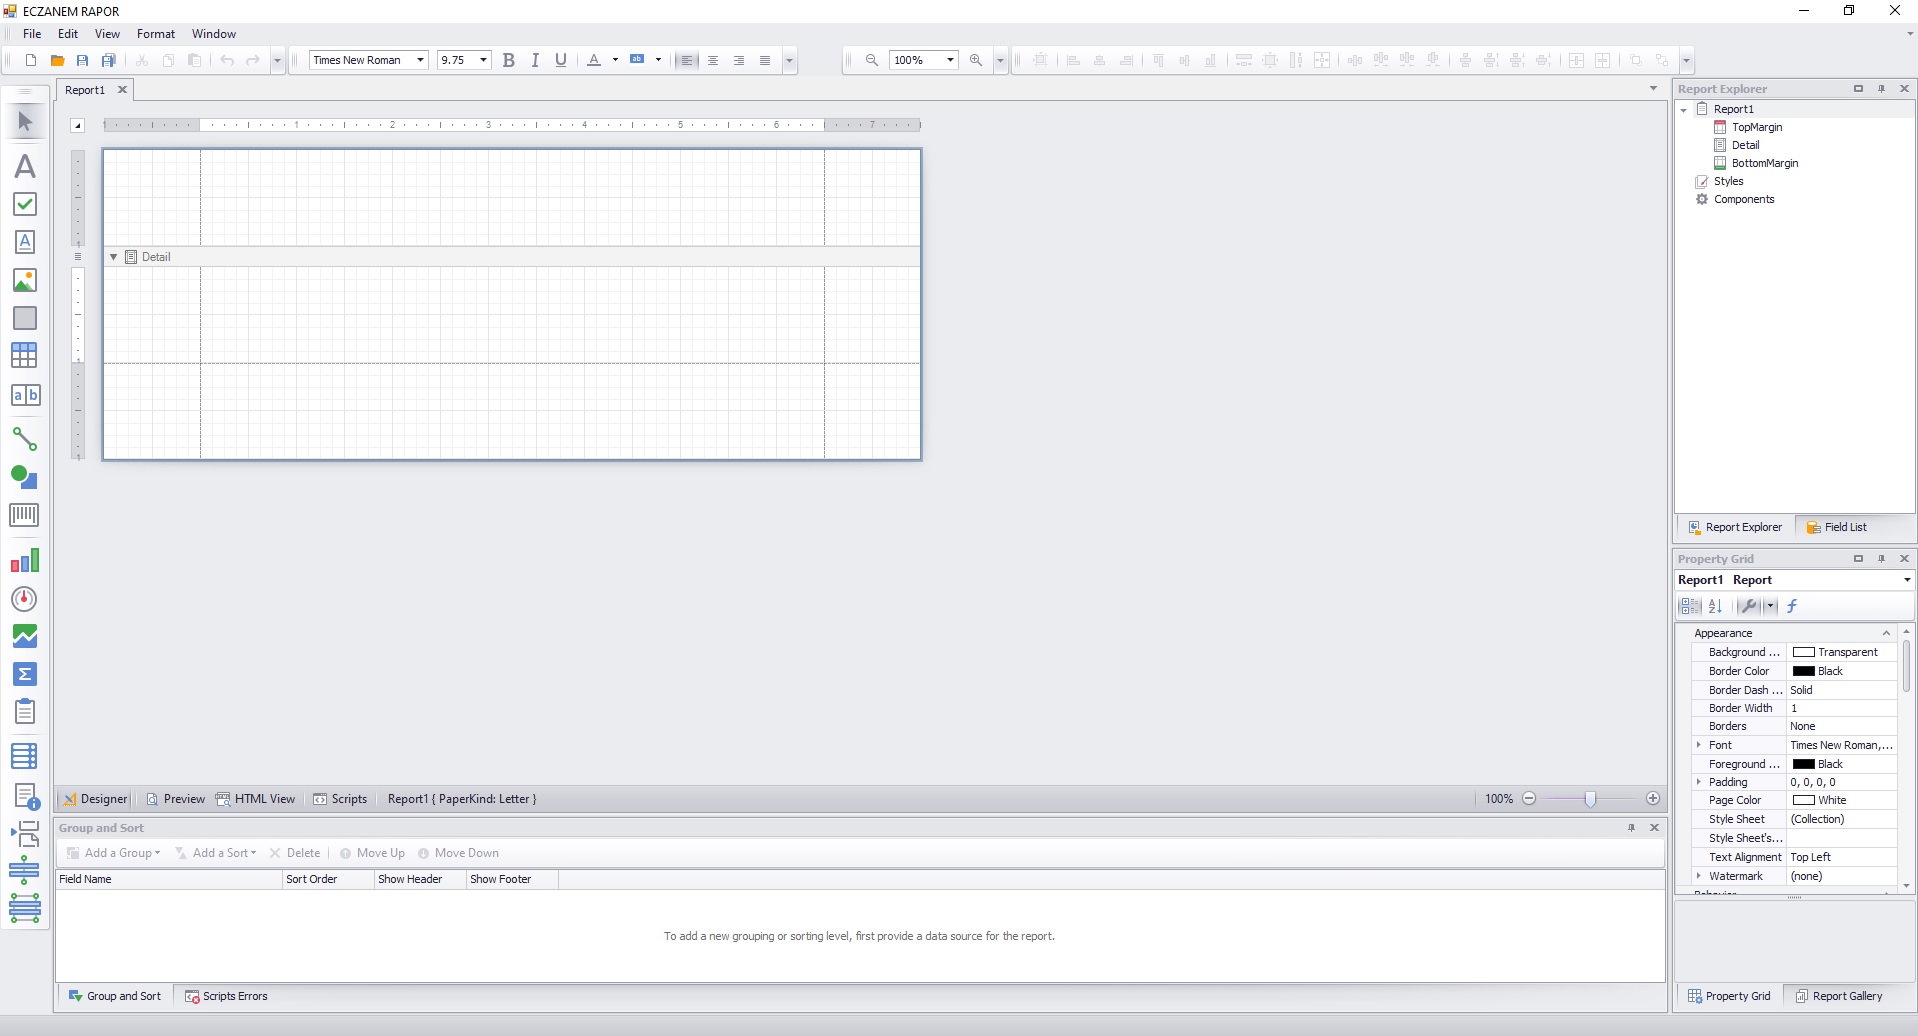 ECZANEM RAPOR
File Edit View Format Window
Times New Roman 9.75 B I U A ab 100%
Report1
1 1 2 3 4 5 6 7
Detail
Designer Preview HTML View Scripts Report1 { PaperKind: Letter } 100%
Group and Sort
Add a Group Add a Sort Delete Move Up Move Down
Field Name Sort Order Show Header Show Footer
To add a new grouping or sorting level, first provide a data source for the report.
Group and Sort Scripts Errors
Report Explorer
Report1
TopMargin
Detail
BottomMargin
Styles
Components
Report Explorer Field List
Property Grid
Report1 Report
Appearance
Background ... Transparent
Border Color Black
Border Dash ... Solid
Border Width 1
Borders None
Font Times New Roman,...
Foreground ... Black
Padding 0, 0, 0, 0
Page Color White
Style Sheet (Collection)
Style Sheet's...
Text Alignment Top Left
Watermark (none)
Behavior
Property Grid Report Gallery